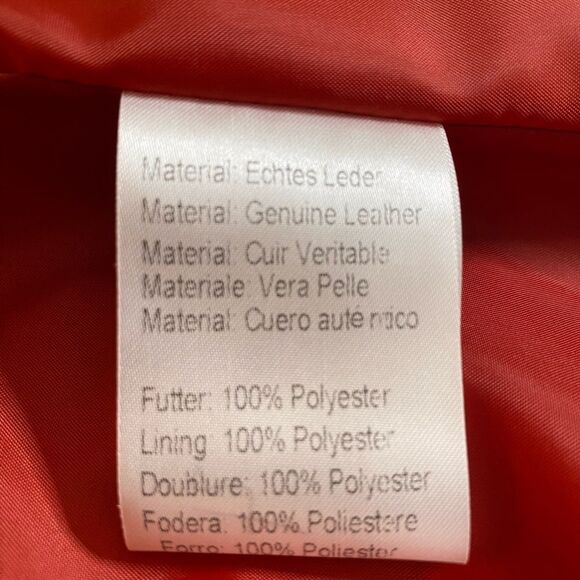 Material: Echtes Leder
Material: Genuine Leather
Material: Cuir Veritable
Materiale: Vera Pelle
Material: Cuero auténtico
Futter: 100% Polyester
Lining 100% Polyester
Doublure: 100% Polyester
Fodera: 100% Poliestere
Forro: 100% Poliester